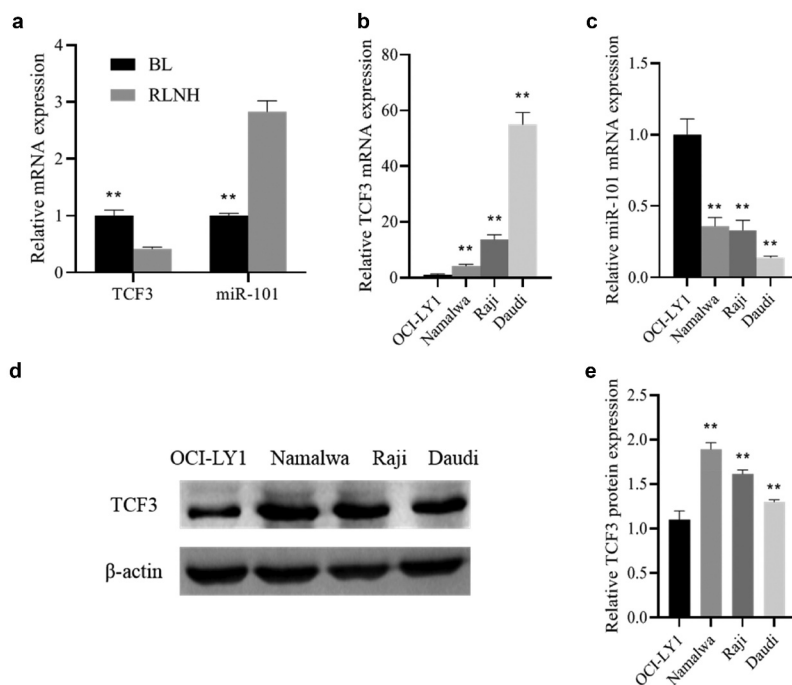 a
Relative mRNA expression
4
3
2
1
0
BL
RLNH
**
**
TCF3
miR-101
b
Relative TCF3 mRNA expression
80
60
40
20
0
**
**
**
OCI-LY1
Namalwa
Raji
Daudi
c
Relative miR-101 mRNA expression
1.5
1.0
0.5
0.0
**
**
**
OCI-LY1
Namalwa
Raji
Daudi
d
OCI-LY1 Namalwa Raji Daudi
TCF3
β-actin
e
Relative TCF3 protein expression
2.5
2.0
1.5
1.0
0.5
0.0
**
**
**
OCI-LY1
Namalwa
Raji
Daudi